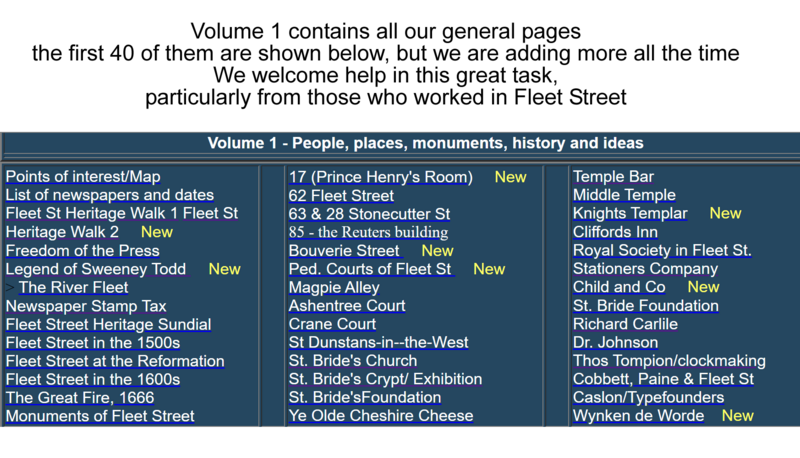 Volume 1 contains all our general pages
the first 40 of them are shown below, but we are adding more all the time
We welcome help in this great task,
particularly from those who worked in Fleet Street
Volume 1 - People, places, monuments, history and ideas
Points of interest/Map
List of newspapers and dates
Fleet St Heritage Walk 1 Fleet St
Heritage Walk 2 New
Freedom of the Press
Legend of Sweeney Todd New
> The River Fleet
Newspaper Stamp Tax
Fleet Street Heritage Sundial
Fleet Street in the 1500s
Fleet Street at the Reformation
Fleet Street in the 1600s
The Great Fire, 1666
Monuments of Fleet Street
17 (Prince Henry's Room) New
62 Fleet Street
63 & 28 Stonecutter St
85 - the Reuters building
Bouverie Street New
Ped. Courts of Fleet St New
Magpie Alley
Ashentree Court
Crane Court
St Dunstans-in--the-West
St. Bride's Church
St. Bride's Crypt/ Exhibition
St. Bride'sFoundation
Ye Olde Cheshire Cheese
Temple Bar
Middle Temple
Knights Templar New
Cliffords Inn
Royal Society in Fleet St.
Stationers Company
Child and Co New
St. Bride Foundation
Richard Carlile
Dr. Johnson
Thos Tompion/clockmaking
Cobbett, Paine & Fleet St
Caslon/Typefounders
Wynken de Worde New